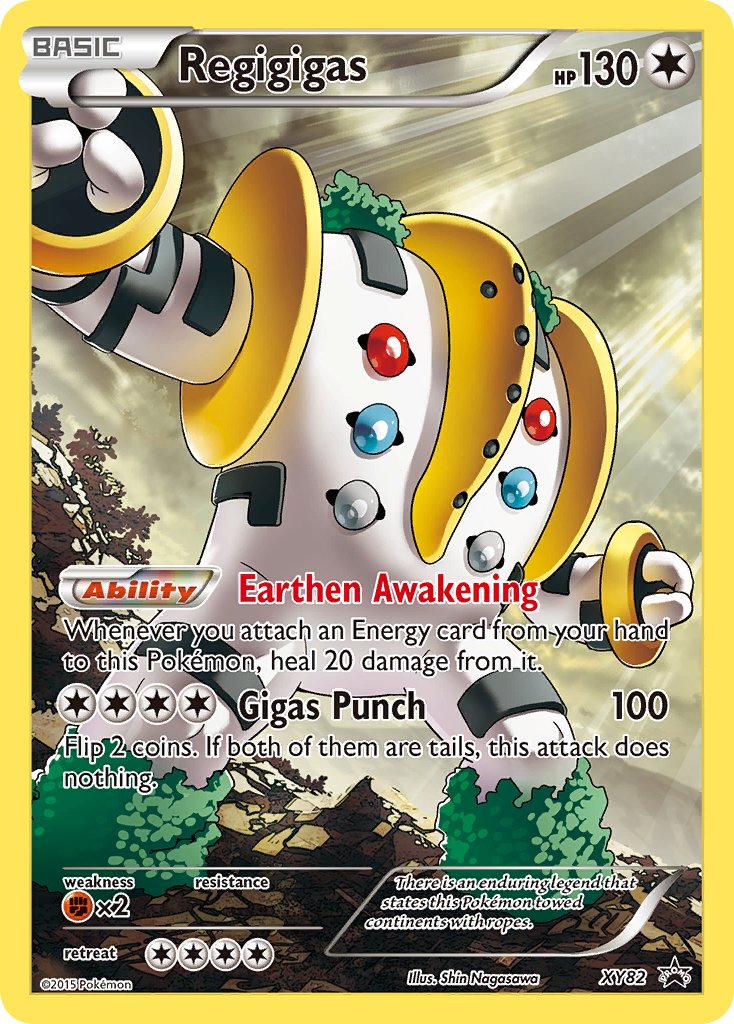 BASIC Regigigas HP130
Ability Earthen Awakening
Whenever you attach an Energy card from your hand
to this Pokémon, heal 20 damage from it.
Gigas Punch 100
Flip 2 coins. If both of them are tails, this attack does
nothing.
weakness resistance
×2
retreat
There is an enduring legend that
states this Pokémon towed
continents with ropes.
©2015 Pokémon Illus. Shin Nagasawa XY82 PROMO